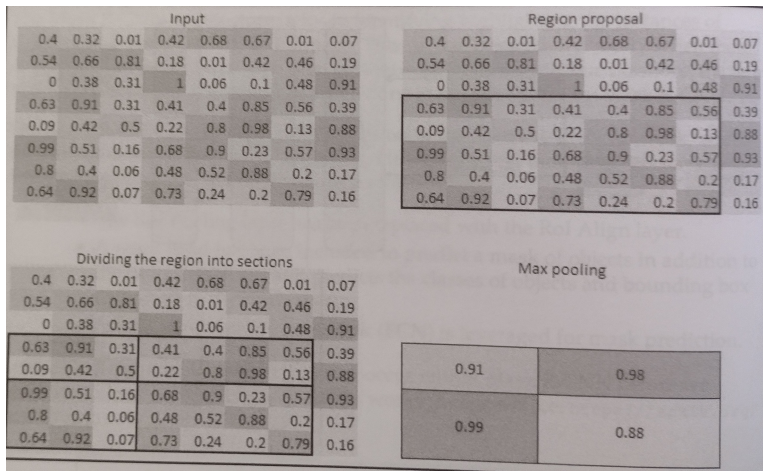 Input
0.4 0.32 0.01 0.42 0.68 0.67 0.01 0.07
0.54 0.66 0.81 0.18 0.01 0.42 0.46 0.19
0 0.38 0.31 1 0.06 0.1 0.48 0.91
0.63 0.91 0.31 0.41 0.4 0.85 0.56 0.39
0.09 0.42 0.5 0.22 0.8 0.98 0.13 0.88
0.99 0.51 0.16 0.68 0.9 0.23 0.57 0.93
0.8 0.4 0.06 0.48 0.52 0.88 0.2 0.17
0.64 0.92 0.07 0.73 0.24 0.2 0.79 0.16
Region proposal
0.4 0.32 0.01 0.42 0.68 0.67 0.01 0.07
0.54 0.66 0.81 0.18 0.01 0.42 0.46 0.19
0 0.38 0.31 1 0.06 0.1 0.48 0.91
0.63 0.91 0.31 0.41 0.4 0.85 0.56 0.39
0.09 0.42 0.5 0.22 0.8 0.98 0.13 0.88
0.99 0.51 0.16 0.68 0.9 0.23 0.57 0.93
0.8 0.4 0.06 0.48 0.52 0.88 0.2 0.17
0.64 0.92 0.07 0.73 0.24 0.2 0.79 0.16
Dividing the region into sections
0.4 0.32 0.01 0.42 0.68 0.67 0.01 0.07
0.54 0.66 0.81 0.18 0.01 0.42 0.46 0.19
0 0.38 0.31 1 0.06 0.1 0.48 0.91
0.63 0.91 0.31 0.41 0.4 0.85 0.56 0.39
0.09 0.42 0.5 0.22 0.8 0.98 0.13 0.88
0.99 0.51 0.16 0.68 0.9 0.23 0.57 0.93
0.8 0.4 0.06 0.48 0.52 0.88 0.2 0.17
0.64 0.92 0.07 0.73 0.24 0.2 0.79 0.16
Max pooling
0.91 0.98
0.99 0.88